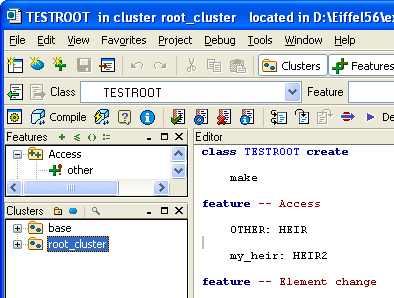 TESTROOT in cluster root_cluster located in D:\Eiffel56\ex
File Edit View Favorites Project Debug Tools Window
Clusters Features
Class TESTROOT Feature
Compile De
Features
Access
other
Clusters
base
root_cluster
Editor
class TESTROOT create
make
feature -- Access
OTHER: HEIR
my_heir: HEIR2
feature -- Element change